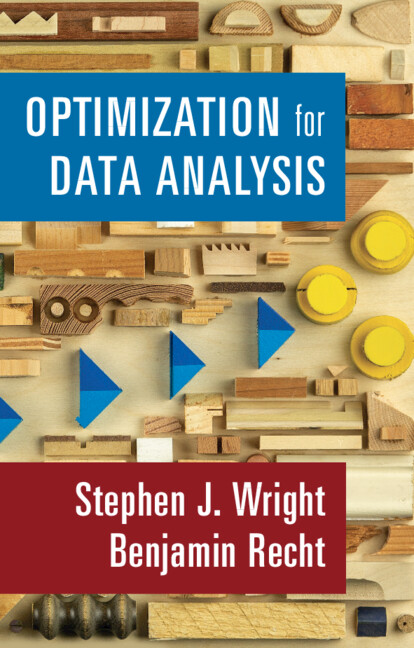 OPTIMIZATION for
DATA ANALYSIS
Stephen J. Wright
Benjamin Recht